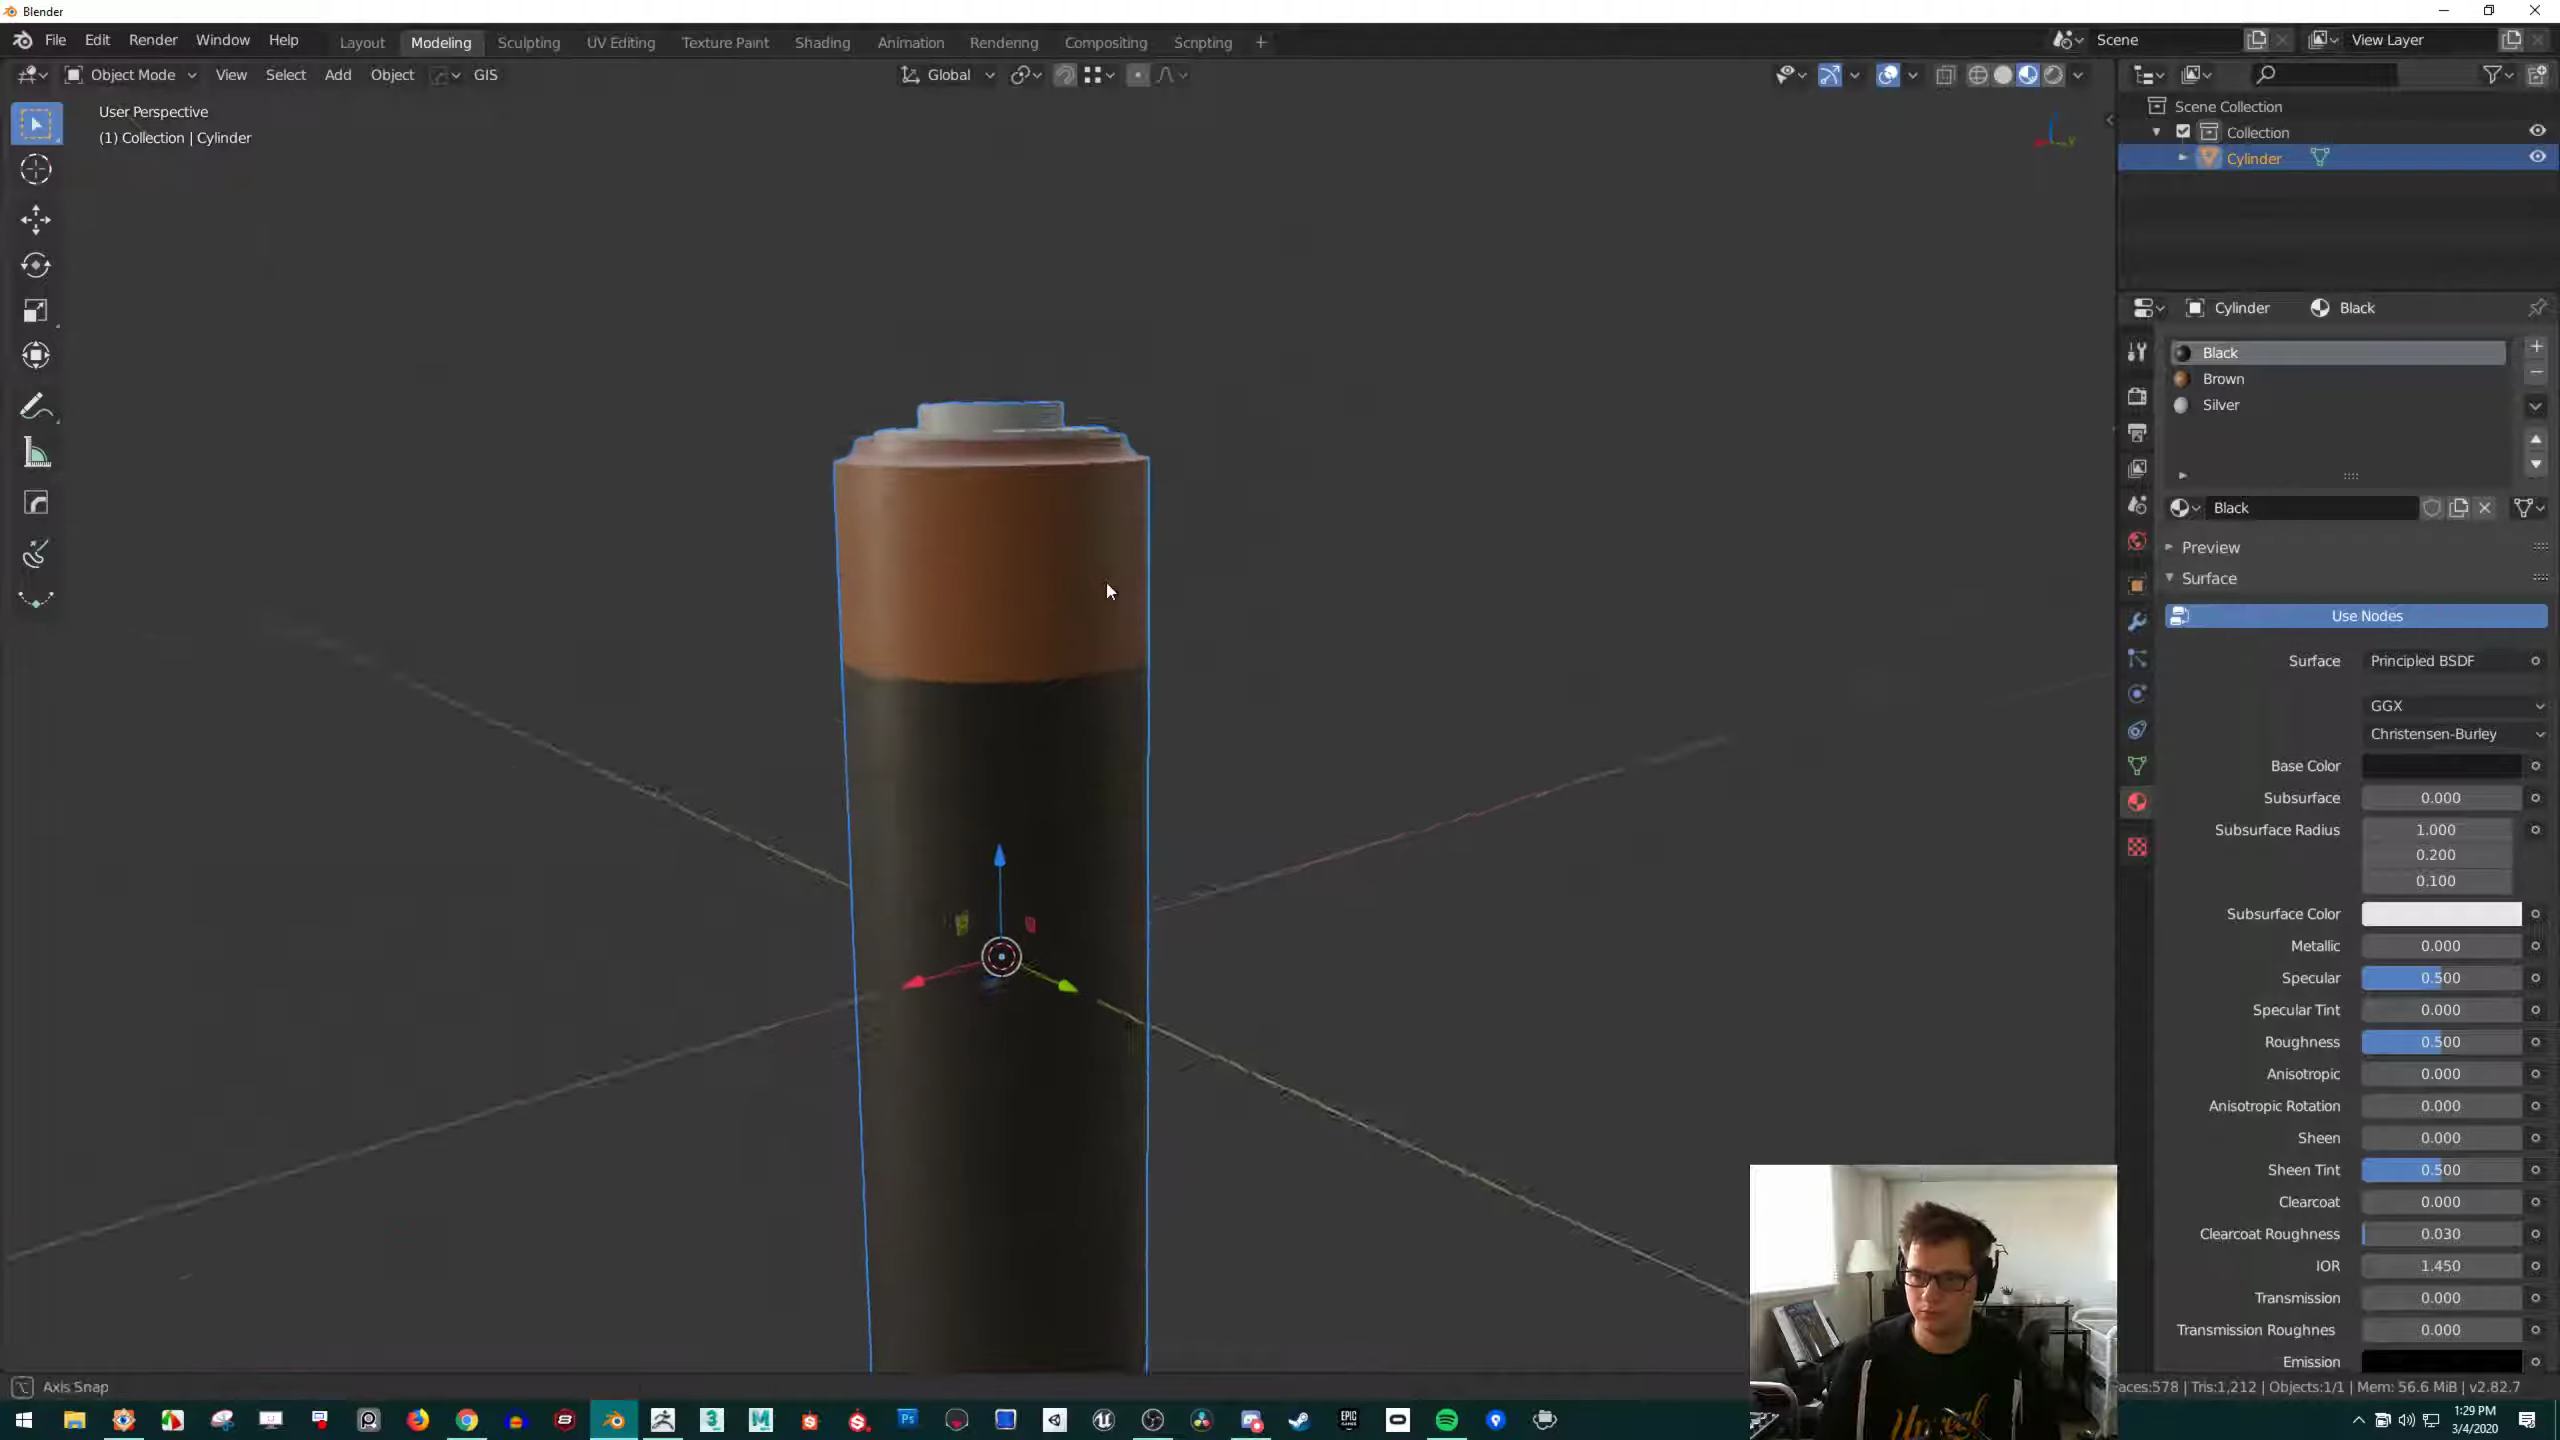 Blender
File Edit Render Window Help Layout Modeling Sculpting UV Editing Texture Paint Shading Animation Rendering Compositing Scripting + Scene View Layer
Object Mode View Select Add Object GIS Global
User Perspective
(1) Collection | Cylinder
Scene Collection
Collection
Cylinder
Cylinder Black
Black
Brown
Silver
Black
Preview
Surface
Use Nodes
Surface Principled BSDF
GGX
Christensen-Burley
Base Color
Subsurface 0.000
Subsurface Radius 1.000
0.200
0.100
Subsurface Color
Metallic 0.000
Specular 0.500
Specular Tint 0.000
Roughness 0.500
Anisotropic 0.000
Anisotropic Rotation 0.000
Sheen 0.000
Sheen Tint 0.500
Clearcoat 0.000
Clearcoat Roughness 0.030
IOR 1.450
Transmission 0.000
Transmission Roughnes 0.000
Emission
Axis Snap
aces:578 | Tris:1,212 | Objects:1/1 | Mem: 56.6 MiB | v2.82.7
Unreal
Ps
EPIC GAMES
1:29 PM
3/4/2020